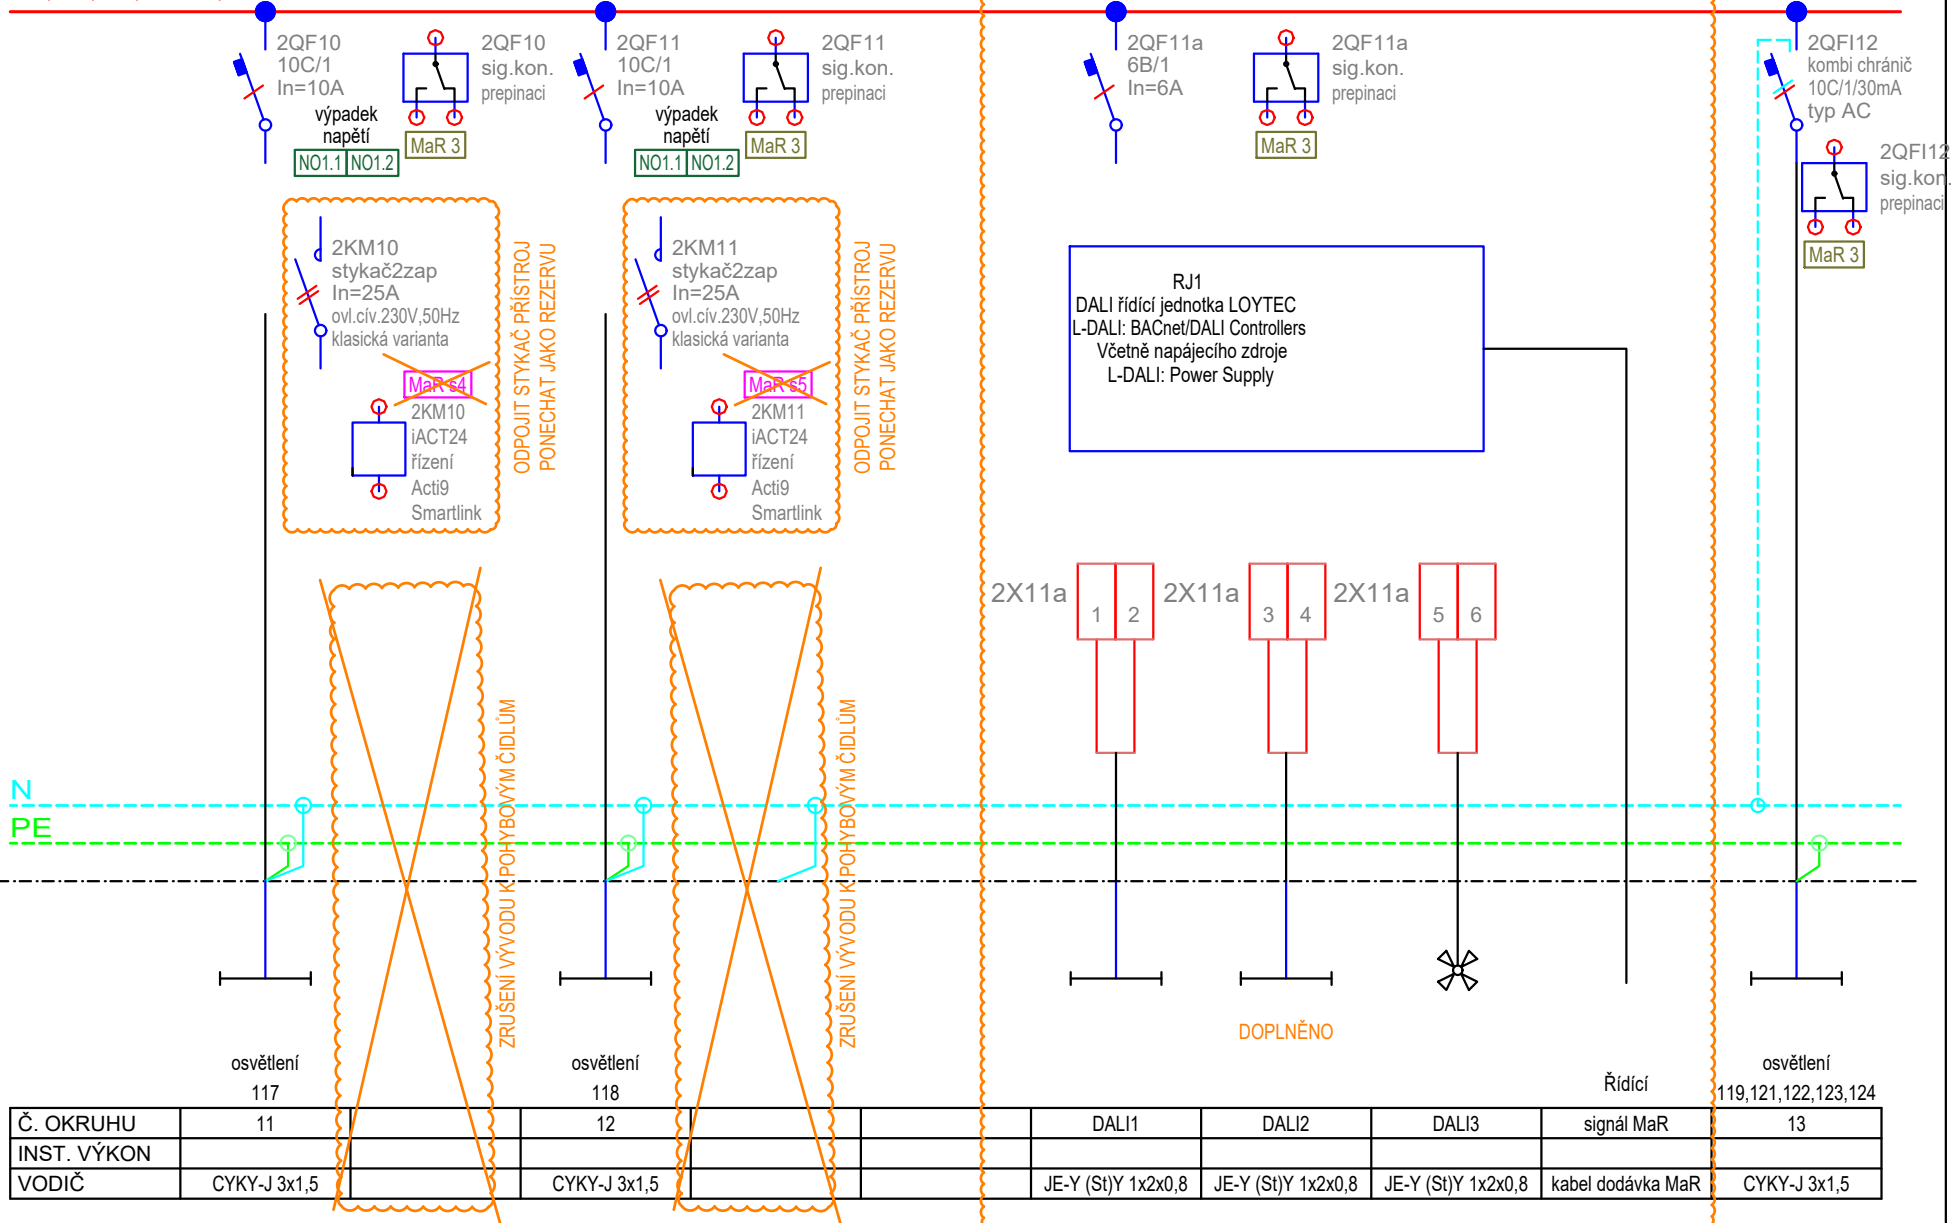 2QF10
10C/1
In=10A
2QF10
sig.kon.
prepinaci
výpadek
napětí
NO1.1 NO1.2
MaR 3
2QF11
10C/1
In=10A
2QF11
sig.kon.
prepinaci
výpadek
napětí
NO1.1 NO1.2
MaR 3
2QF11a
6B/1
In=6A
2QF11a
sig.kon.
prepinaci
MaR 3
2QFI12
kombi chránič
10C/1/30mA
typ AC
2QFI12
sig.kon.
prepinaci
MaR 3
2KM10
stykač2zap
In=25A
ovl.cív.230V,50Hz
klasická varianta
MaR s4
2KM10
iACT24
řízení
Acti9
Smartlink
ODPOJIT STYKAČ PŘÍSTROJ
PONECHAT JAKO REZERVU
2KM11
stykač2zap
In=25A
ovl.cív.230V,50Hz
klasická varianta
MaR s5
2KM11
iACT24
řízení
Acti9
Smartlink
ODPOJIT STYKAČ PŘÍSTROJ
PONECHAT JAKO REZERVU
RJ1
DALI řídící jednotka LOYTEC
L-DALI: BACnet/DALI Controllers
Včetně napájecího zdroje
L-DALI: Power Supply
2X11a 1 2
2X11a 3 4
2X11a 5 6
N
PE
ZRUŠENÍ VÝVODU K POHYBOVÝM ČIDLŮM
ZRUŠENÍ VÝVODU K POHYBOVÝM ČIDLŮM
DOPLNĚNO
osvětlení
117
osvětlení
118
Řídící
osvětlení
119,121,122,123,124
Č. OKRUHU 11 12 DALI1 DALI2 DALI3 signál MaR 13
INST. VÝKON
VODIČ CYKY-J 3x1,5 CYKY-J 3x1,5 JE-Y (St)Y 1x2x0,8 JE-Y (St)Y 1x2x0,8 JE-Y (St)Y 1x2x0,8 kabel dodávka MaR CYKY-J 3x1,5